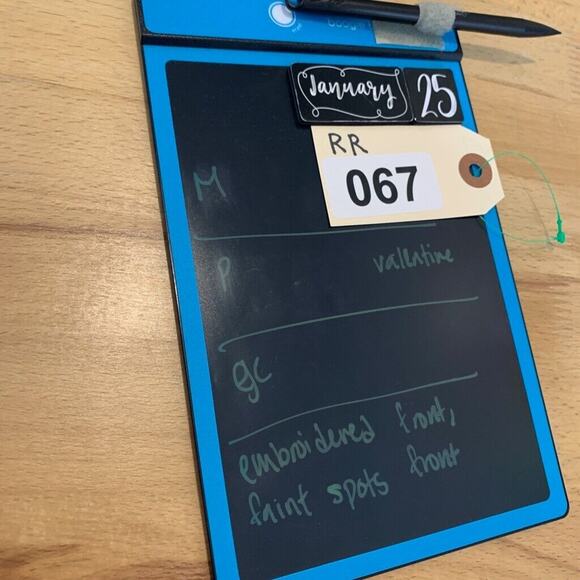 January 25
RR
067
M
P valentine
gc
embroidered front,
faint spots front